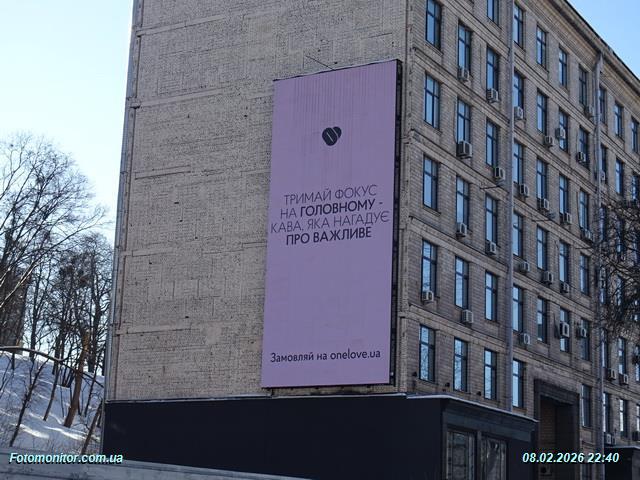 ТРИМАЙ ФОКУС
НА ГОЛОВНОМУ -
КАВА, ЯКА НАГАДУЄ
ПРО ВАЖЛИВЕ
Замовляй на onelove.ua
Fotomonitor.com.ua
08.02.2026 22:40